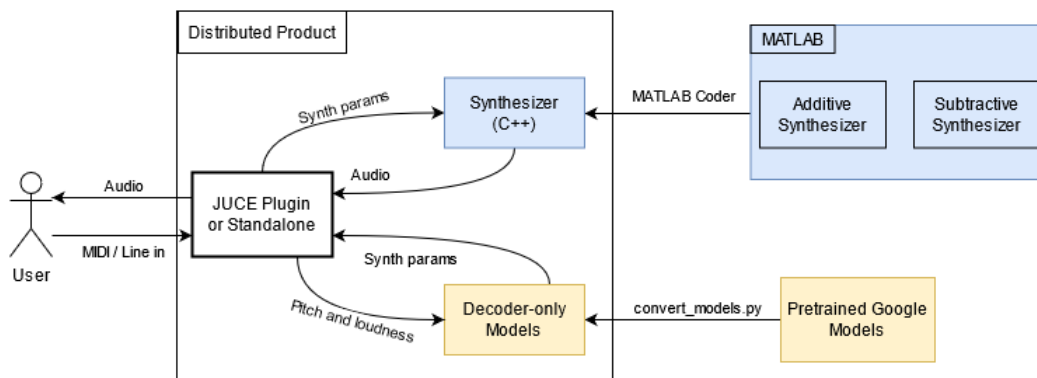 Distributed Product
MATLAB
Synth params
Synthesizer
(C++)
MATLAB Coder
Additive
Synthesizer
Subtractive
Synthesizer
Audio
Audio
JUCE Plugin
or Standalone
MIDI / Line in
User
Synth params
Pitch and loudness
Decoder-only
Models
convert_models.py
Pretrained Google
Models